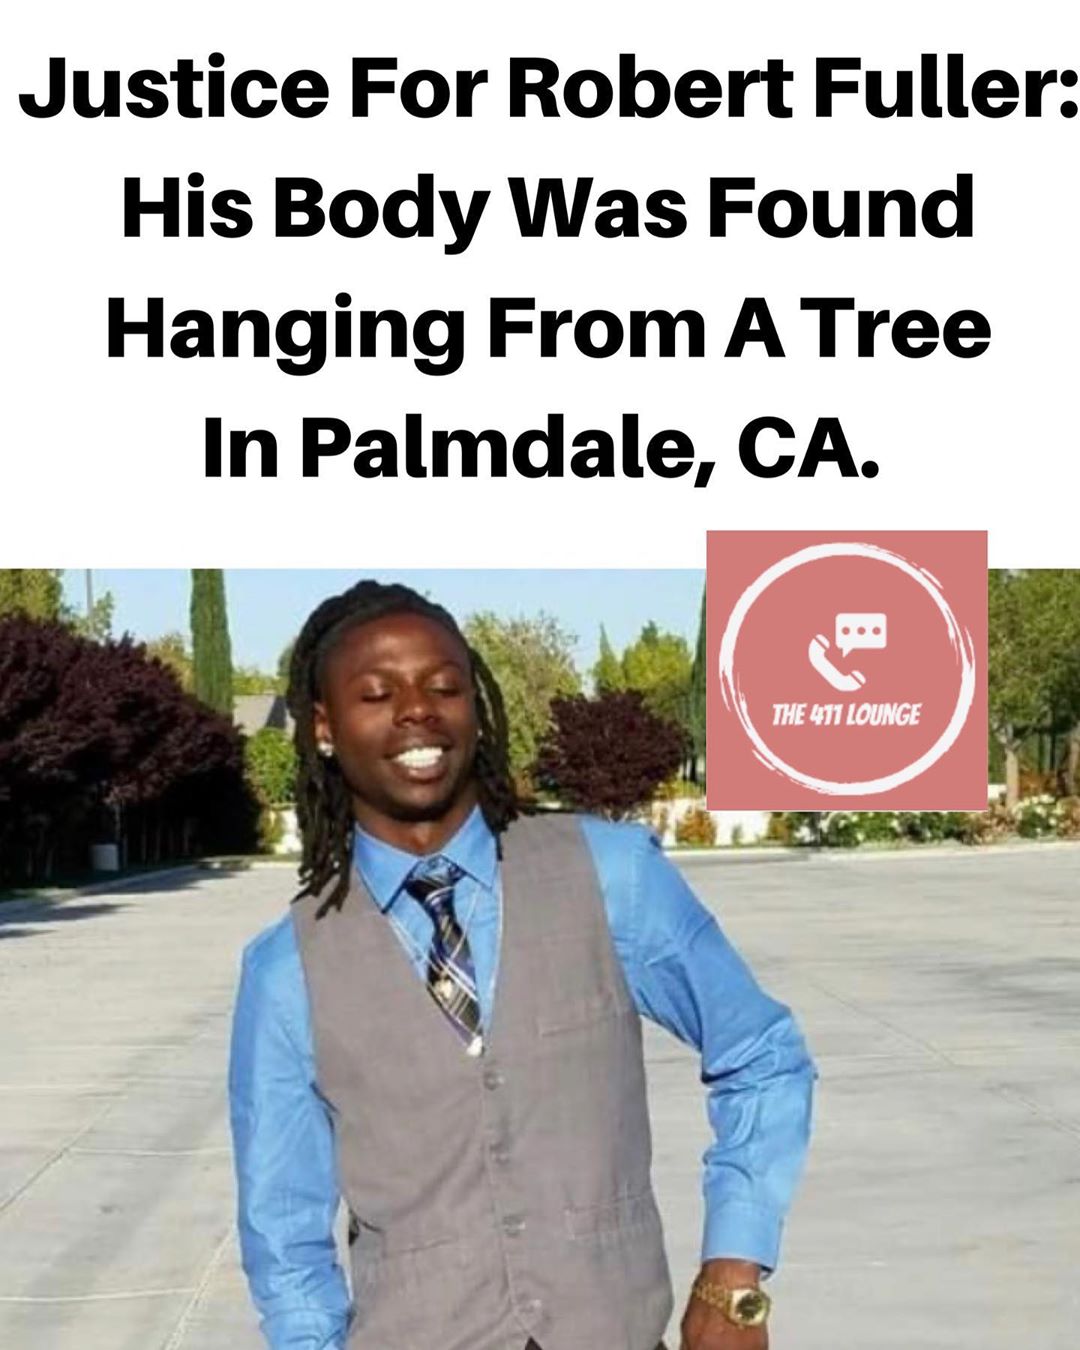 Justice For Robert Fuller:
His Body Was Found
Hanging From A Tree
In Palmdale, CA.
THE 411 LOUNGE